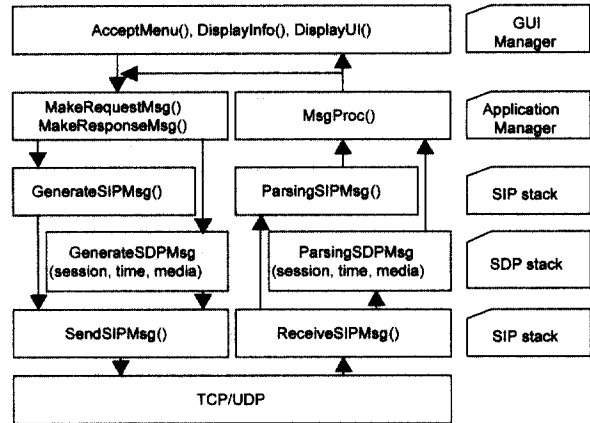 AcceptMenu(), DisplayInfo(), DisplayUI()
GUI
Manager
MakeRequestMsg()
MakeResponseMsg()
MsgProc()
Application
Manager
GenerateSIPMsg()
ParsingSIPMsg()
SIP stack
GenerateSDPMsg
(session, time, media)
ParsingSDPMsg
(session, time, media)
SDP stack
SendSIPMsg()
ReceiveSIPMsg()
SIP stack
TCP/UDP